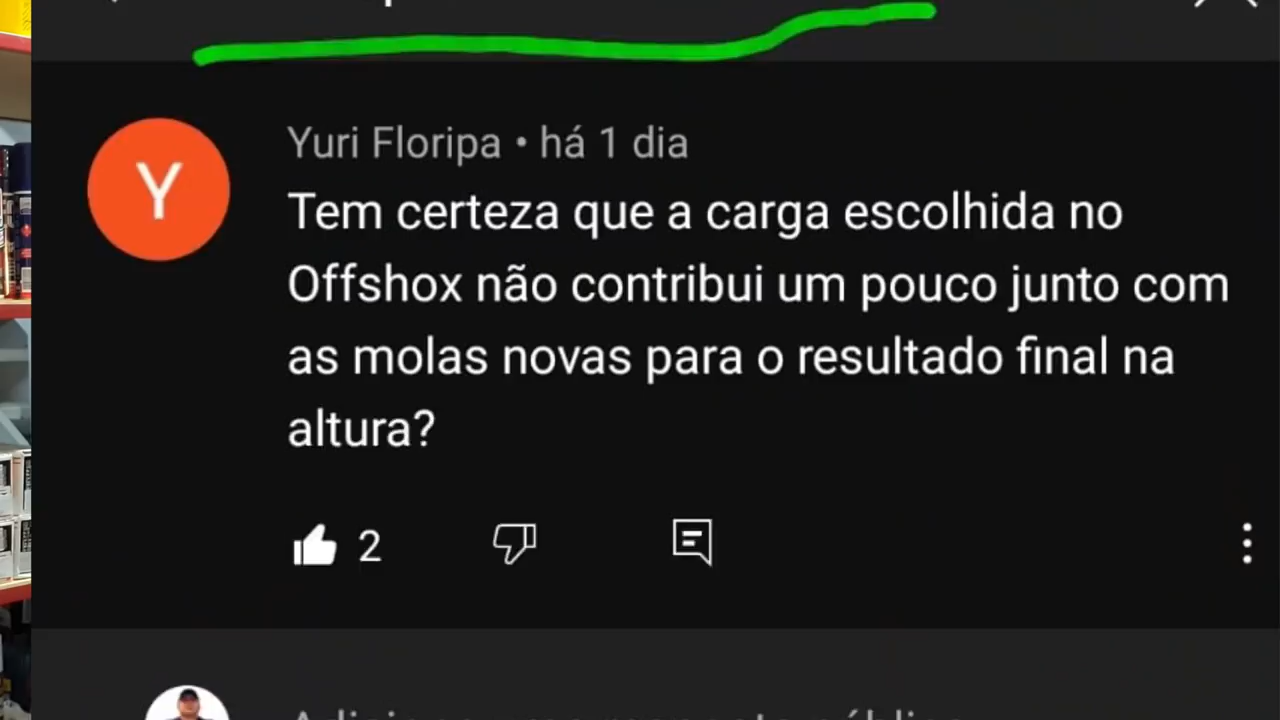 Y
Yuri Floripa • há 1 dia
Tem certeza que a carga escolhida no
Offshox não contribui um pouco junto com
as molas novas para o resultado final na
altura?
2